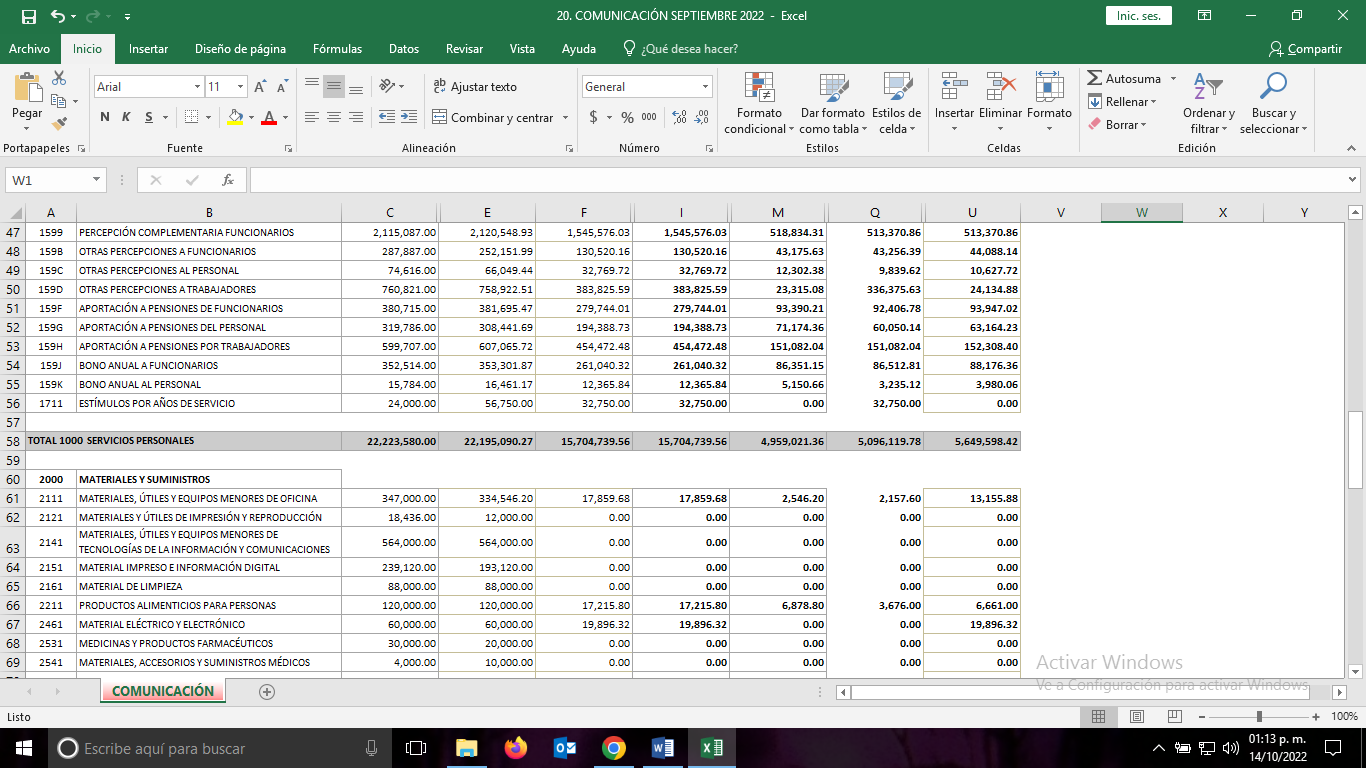 20. COMUNICACIÓN SEPTIEMBRE 2022 - Excel
Inic. ses.
Archivo Inicio Insertar Diseño de página Fórmulas Datos Revisar Vista Ayuda ¿Qué desea hacer? Compartir
Pegar
Portapapeles
Arial 11
N K S
Fuente
Ajustar texto
Combinar y centrar
Alineación
General
$ % 000
Número
Formato condicional
Dar formato como tabla
Estilos de celda
Estilos
Insertar Eliminar Formato
Celdas
Autosuma
Rellenar
Borrar
Ordenar y filtrar
Buscar y seleccionar
Edición
W1 fx
A B C E F I M Q U V W X Y
47 1599 PERCEPCIÓN COMPLEMENTARIA FUNCIONARIOS 2,115,087.00 2,120,548.93 1,545,576.03 1,545,576.03 518,834.31 513,370.86 513,370.86
48 159B OTRAS PERCEPCIONES A FUNCIONARIOS 287,887.00 252,151.99 130,520.16 130,520.16 43,175.63 43,256.39 44,088.14
49 159C OTRAS PERCEPCIONES AL PERSONAL 74,616.00 66,049.44 32,769.72 32,769.72 12,302.38 9,839.62 10,627.72
50 159D OTRAS PERCEPCIONES A TRABAJADORES 760,821.00 758,922.51 383,825.59 383,825.59 23,315.08 336,375.63 24,134.88
51 159F APORTACIÓN A PENSIONES DE FUNCIONARIOS 380,715.00 381,695.47 279,744.01 279,744.01 93,390.21 92,406.78 93,947.02
52 159G APORTACIÓN A PENSIONES DEL PERSONAL 319,786.00 308,441.69 194,388.73 194,388.73 71,174.36 60,050.14 63,164.23
53 159H APORTACIÓN A PENSIONES POR TRABAJADORES 599,707.00 607,065.72 454,472.48 454,472.48 151,082.04 151,082.04 152,308.40
54 159J BONO ANUAL A FUNCIONARIOS 352,514.00 353,301.87 261,040.32 261,040.32 86,351.15 86,512.81 88,176.36
55 159K BONO ANUAL AL PERSONAL 15,784.00 16,461.17 12,365.84 12,365.84 5,150.66 3,235.12 3,980.06
56 1711 ESTÍMULOS POR AÑOS DE SERVICIO 24,000.00 56,750.00 32,750.00 32,750.00 0.00 32,750.00 0.00
57
58 TOTAL 1000 SERVICIOS PERSONALES 22,223,580.00 22,195,090.27 15,704,739.56 15,704,739.56 4,959,021.36 5,096,119.78 5,649,598.42
59
60 2000 MATERIALES Y SUMINISTROS
61 2111 MATERIALES, ÚTILES Y EQUIPOS MENORES DE OFICINA 347,000.00 334,546.20 17,859.68 17,859.68 2,546.20 2,157.60 13,155.88
62 2121 MATERIALES Y ÚTILES DE IMPRESIÓN Y REPRODUCCIÓN 18,436.00 12,000.00 0.00 0.00 0.00 0.00 0.00
MATERIALES, ÚTILES Y EQUIPOS MENORES DE
63 2141 TECNOLOGÍAS DE LA INFORMACIÓN Y COMUNICACIONES 564,000.00 564,000.00 0.00 0.00 0.00 0.00 0.00
64 2151 MATERIAL IMPRESO E INFORMACIÓN DIGITAL 239,120.00 193,120.00 0.00 0.00 0.00 0.00 0.00
65 2161 MATERIAL DE LIMPIEZA 88,000.00 88,000.00 0.00 0.00 0.00 0.00 0.00
66 2211 PRODUCTOS ALIMENTICIOS PARA PERSONAS 120,000.00 120,000.00 17,215.80 17,215.80 6,878.80 3,676.00 6,661.00
67 2461 MATERIAL ELÉCTRICO Y ELECTRÓNICO 60,000.00 60,000.00 19,896.32 19,896.32 0.00 0.00 19,896.32
68 2531 MEDICINAS Y PRODUCTOS FARMACÉUTICOS 30,000.00 20,000.00 0.00 0.00 0.00 0.00 0.00
69 2541 MATERIALES, ACCESORIOS Y SUMINISTROS MÉDICOS 4,000.00 10,000.00 0.00 0.00 0.00 0.00 0.00
Activar Windows
Ve a Configuración para activar Windows.
COMUNICACIÓN
Listo 100%
Escribe aquí para buscar
01:13 p. m.
14/10/2022